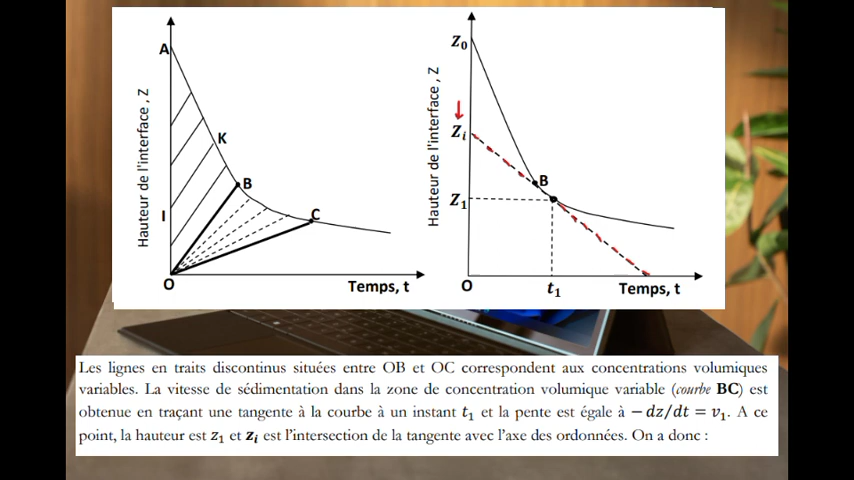 A
K
B
I
C
O
Hauteur de l'interface , Z
Temps, t
Z₀
Zᵢ
B
Z₁
O
t₁
Hauteur de l'interface , Z
Temps, t
Les lignes en traits discontinus situées entre OB et OC correspondent aux concentrations volumiques
variables. La vitesse de sédimentation dans la zone de concentration volumique variable (courbe BC) est
obtenue en traçant une tangente à la courbe à un instant t₁ et la pente est égale à −dz/dt = v₁. A ce
point, la hauteur est z₁ et zᵢ est l'intersection de la tangente avec l'axe des ordonnées. On a donc :